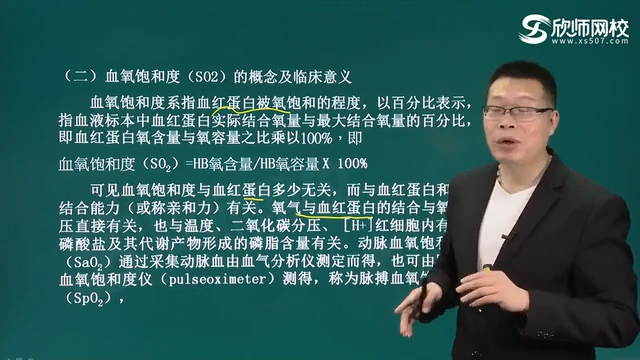 欣师网校
www.xs507.com
（二）血氧饱和度（SO2）的概念及临床意义
血氧饱和度系指血红蛋白被氧饱和的程度，以百分比表示，
指血液标本中血红蛋白实际结合氧量与最大结合氧量的百分比，
即血红蛋白氧含量与氧容量之比乘以100%，即
血氧饱和度（SO₂）=HB氧含量/HB氧容量X 100%
可见血氧饱和度与血红蛋白多少无关，而与血红蛋白和
结合能力（或称亲和力）有关。氧气与血红蛋白的结合与氧
压直接有关，也与温度、二氧化碳分压、[H+]红细胞内有
磷酸盐及其代谢产物形成的磷脂含量有关。动脉血氧饱和
（SaO₂）通过采集动脉血由血气分析仪测定而得，也可由
血氧饱和度仪（pulseoximeter）测得，称为脉搏血氧
（SpO₂），